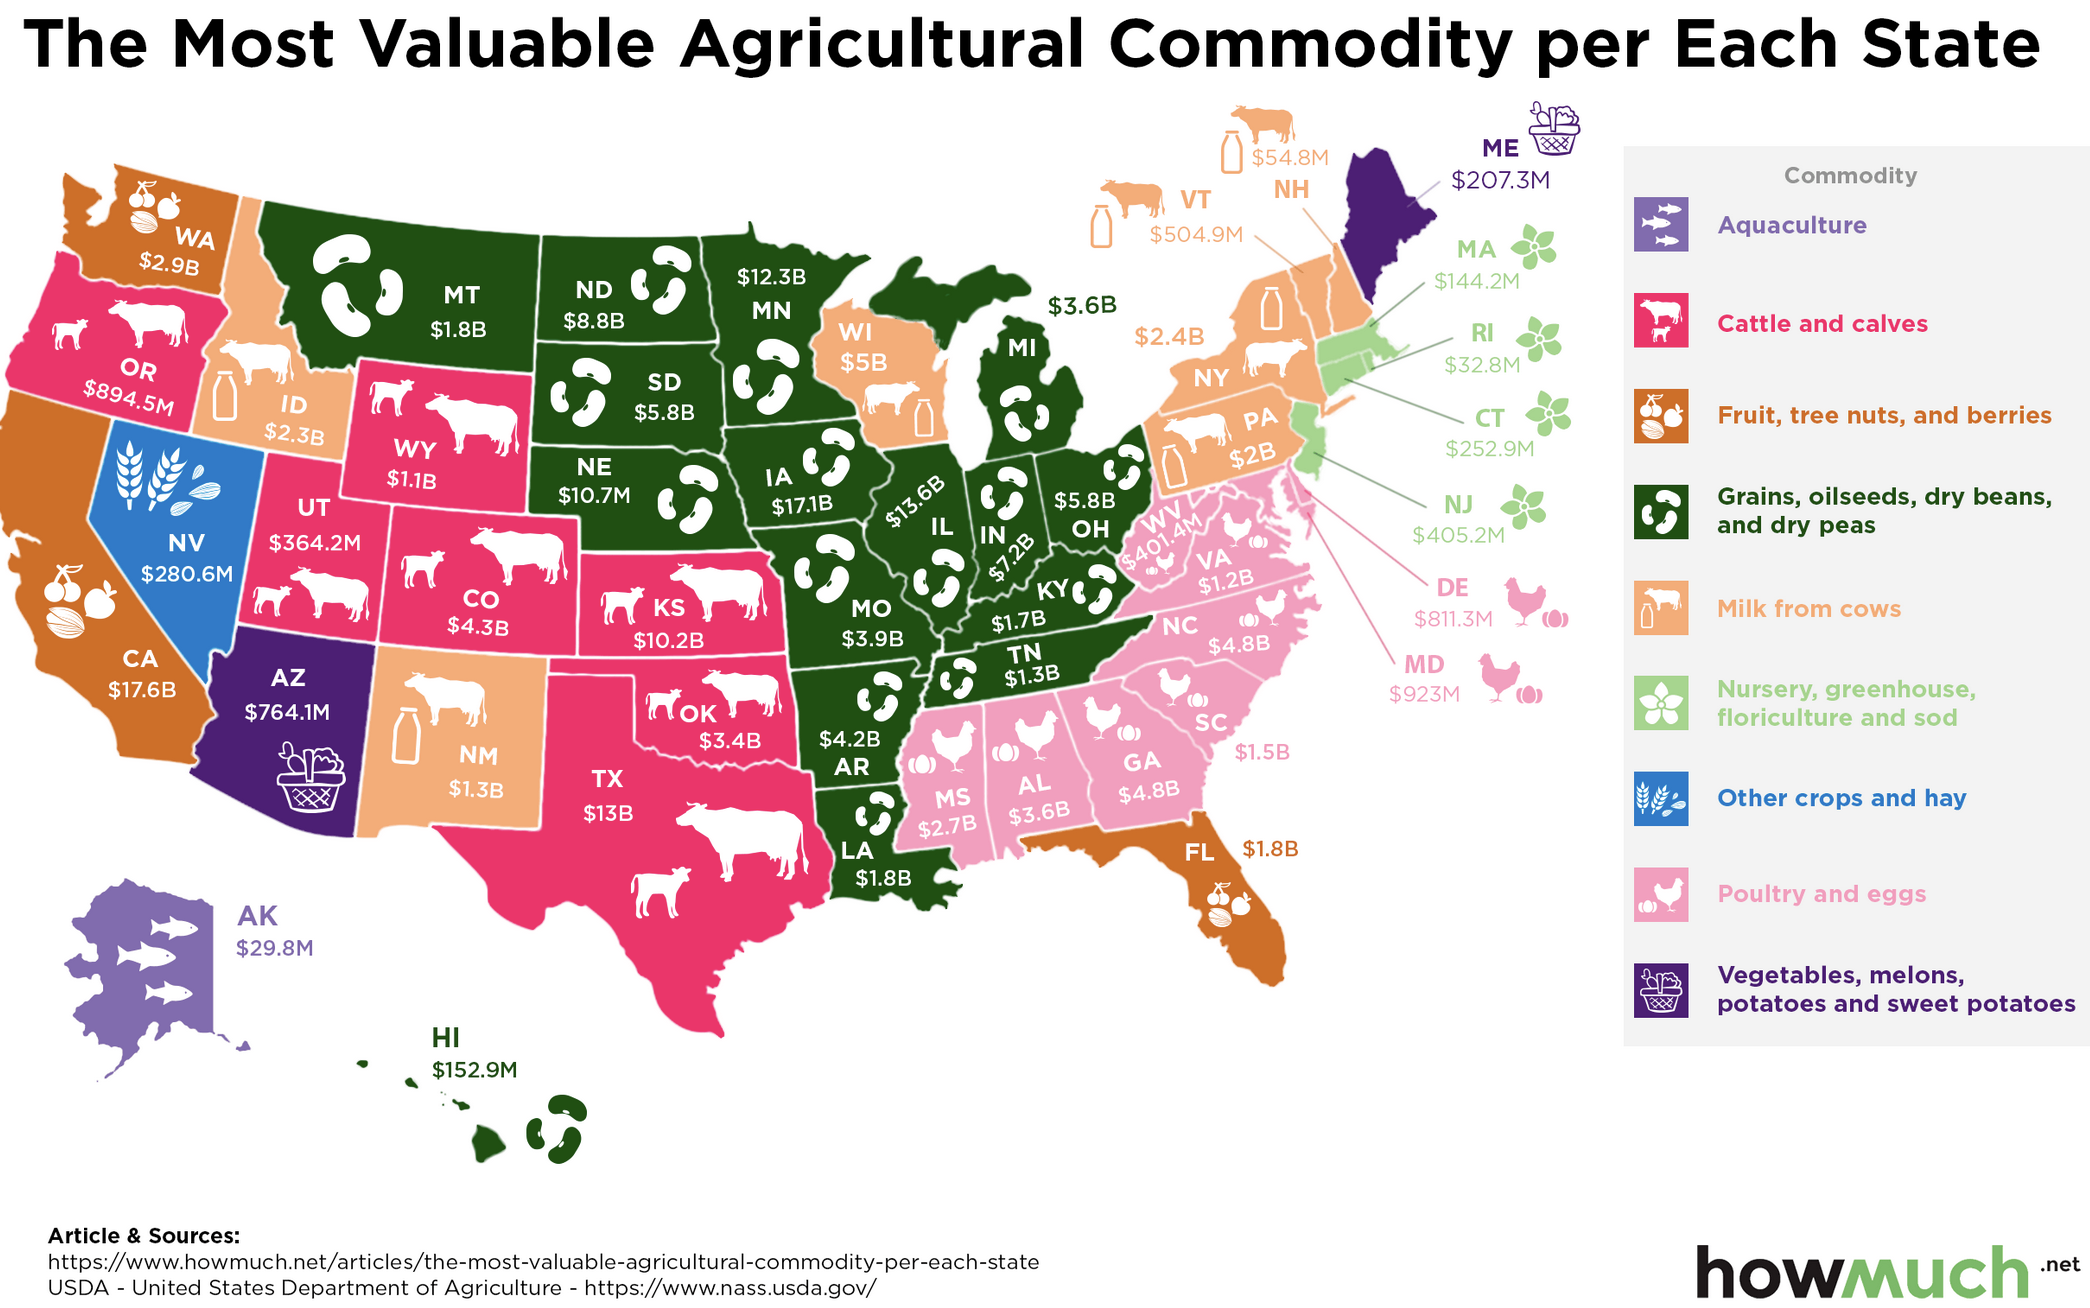 The Most Valuable Agricultural Commodity per Each State
$54.8M
NH
VT
$504.9M
ME
$207.3M
MA
$144.2M
RI
$32.8M
CT
$252.9M
NJ
$405.2M
DE
$811.3M
MD
$923M
WA
$2.9B
OR
$894.5M
ID
$2.3B
MT
$1.8B
ND
$8.8B
$12.3B
MN
WI
$5B
$3.6B
MI
$2.4B
NY
PA
$2B
SD
$5.8B
WY
$1.1B
NE
$10.7M
IA
$17.1B
$13.6B
IL
IN
$7.2B
$5.8B
OH
WV
$401.4M
VA
$1.2B
NV
$280.6M
UT
$364.2M
CO
$4.3B
KS
$10.2B
MO
$3.9B
KY
$1.7B
NC
$4.8B
TN
$1.3B
CA
$17.6B
AZ
$764.1M
NM
$1.3B
OK
$3.4B
TX
$13B
$4.2B
AR
LA
$1.8B
MS
$2.7B
AL
$3.6B
GA
$4.8B
SC
$1.5B
FL
$1.8B
AK
$29.8M
HI
$152.9M
Commodity
Aquaculture
Cattle and calves
Fruit, tree nuts, and berries
Grains, oilseeds, dry beans,
and dry peas
Milk from cows
Nursery, greenhouse,
floriculture and sod
Other crops and hay
Poultry and eggs
Vegetables, melons,
potatoes and sweet potatoes
Article & Sources:
https://www.howmuch.net/articles/the-most-valuable-agricultural-commodity-per-each-state
USDA - United States Department of Agriculture - https://www.nass.usda.gov/
howmuch.net